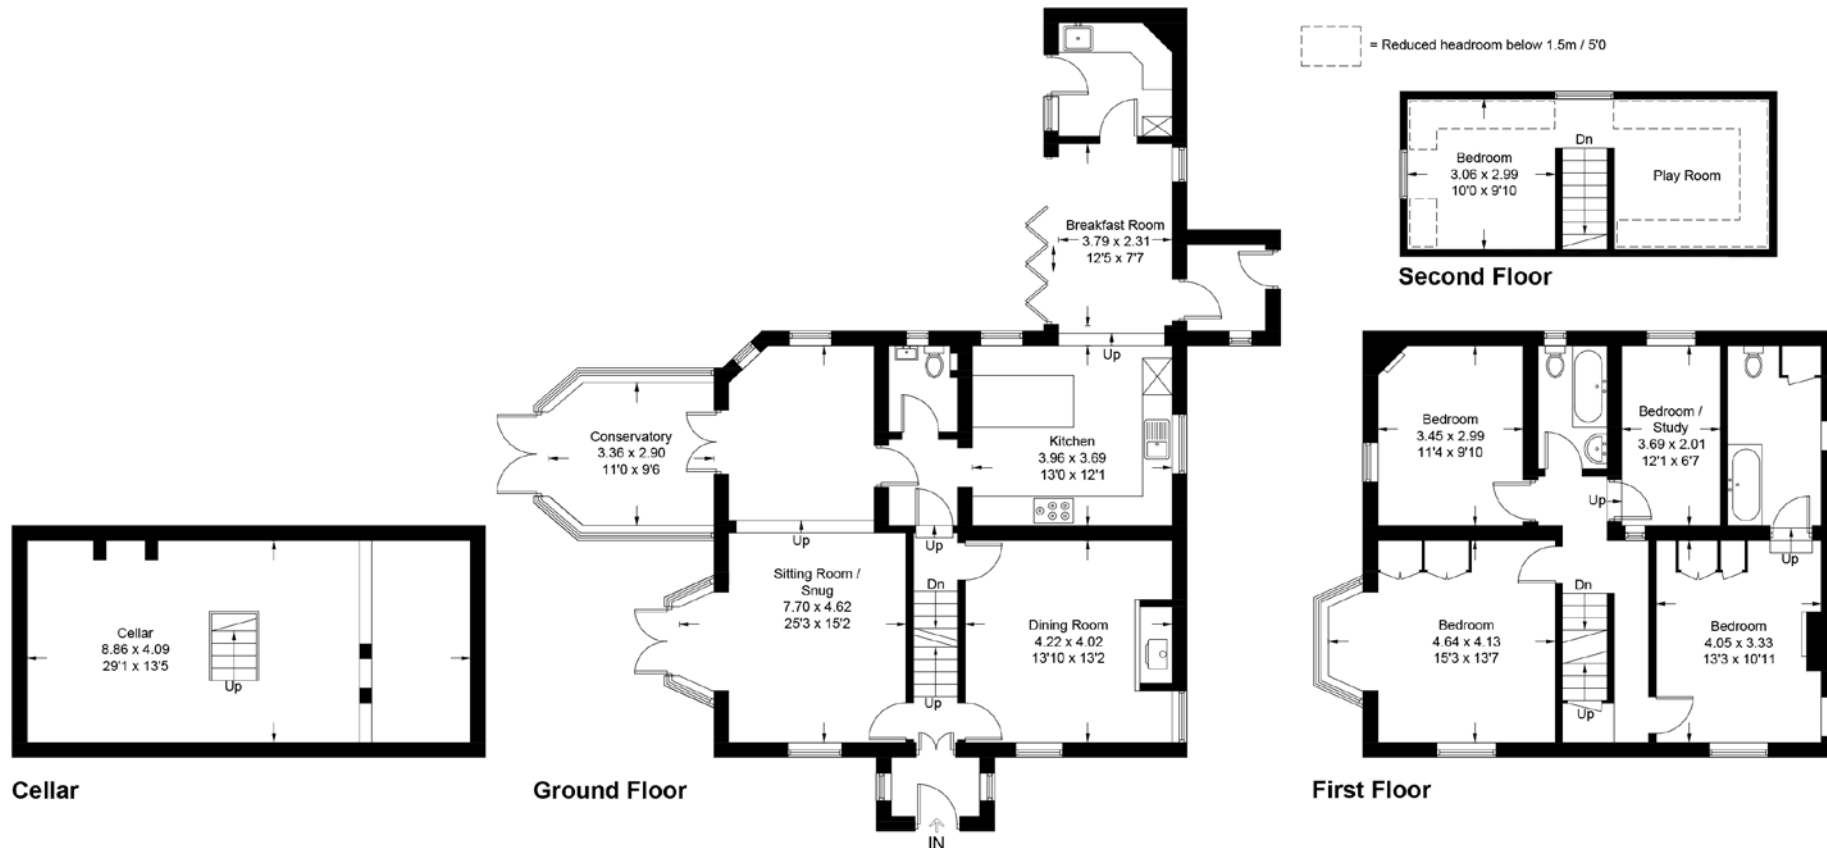 = Reduced headroom below 1.5m / 5'0
Dn
Bedroom
3.06 x 2.99
10'0 x 9'10
Play Room
Second Floor
Breakfast Room
3.79 x 2.31
12'5 x 7'7
Up
Conservatory
3.36 x 2.90
11'0 x 9'6
Kitchen
3.96 x 3.69
13'0 x 12'1
Up
Up
Sitting Room /
Snug
7.70 x 4.62
25'3 x 15'2
Dn
Dining Room
4.22 x 4.02
13'10 x 13'2
Up
IN
Ground Floor
Cellar
8.86 x 4.09
29'1 x 13'5
Up
Cellar
Bedroom
3.45 x 2.99
11'4 x 9'10
Bedroom /
Study
3.69 x 2.01
12'1 x 6'7
Up
Up
Dn
Bedroom
4.64 x 4.13
15'3 x 13'7
Bedroom
4.05 x 3.33
13'3 x 10'11
Up
First Floor